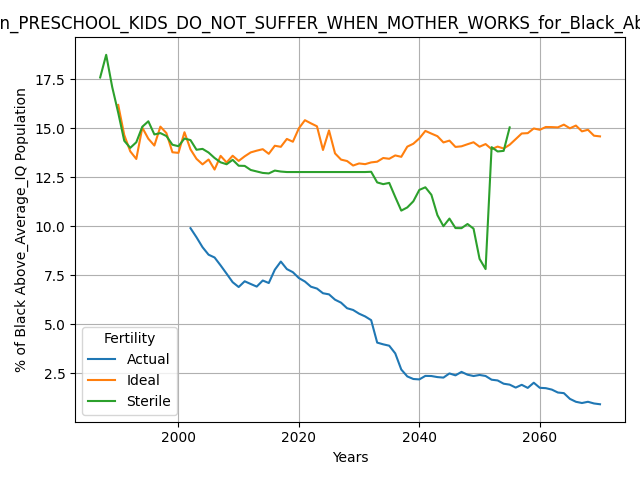 n_PRESCHOOL_KIDS_DO_NOT_SUFFER_WHEN_MOTHER_WORKS_for_Black_Ab
% of Black Above_Average_IQ Population
17.5
15.0
12.5
10.0
7.5
5.0
2.5
Fertility
Actual
Ideal
Sterile
2000
2020
2040
2060
Years